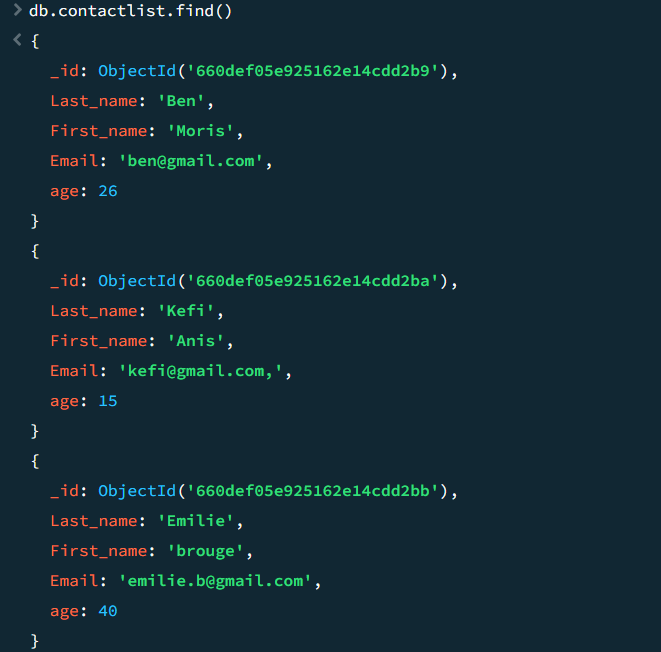 > db.contactlist.find()
< {
_id: ObjectId('660def05e925162e14cdd2b9'),
Last_name: 'Ben',
First_name: 'Moris',
Email: 'ben@gmail.com',
age: 26
}
{
_id: ObjectId('660def05e925162e14cdd2ba'),
Last_name: 'Kefi',
First_name: 'Anis',
Email: 'kefi@gmail.com,',
age: 15
}
{
_id: ObjectId('660def05e925162e14cdd2bb'),
Last_name: 'Emilie',
First_name: 'brouge',
Email: 'emilie.b@gmail.com',
age: 40
}